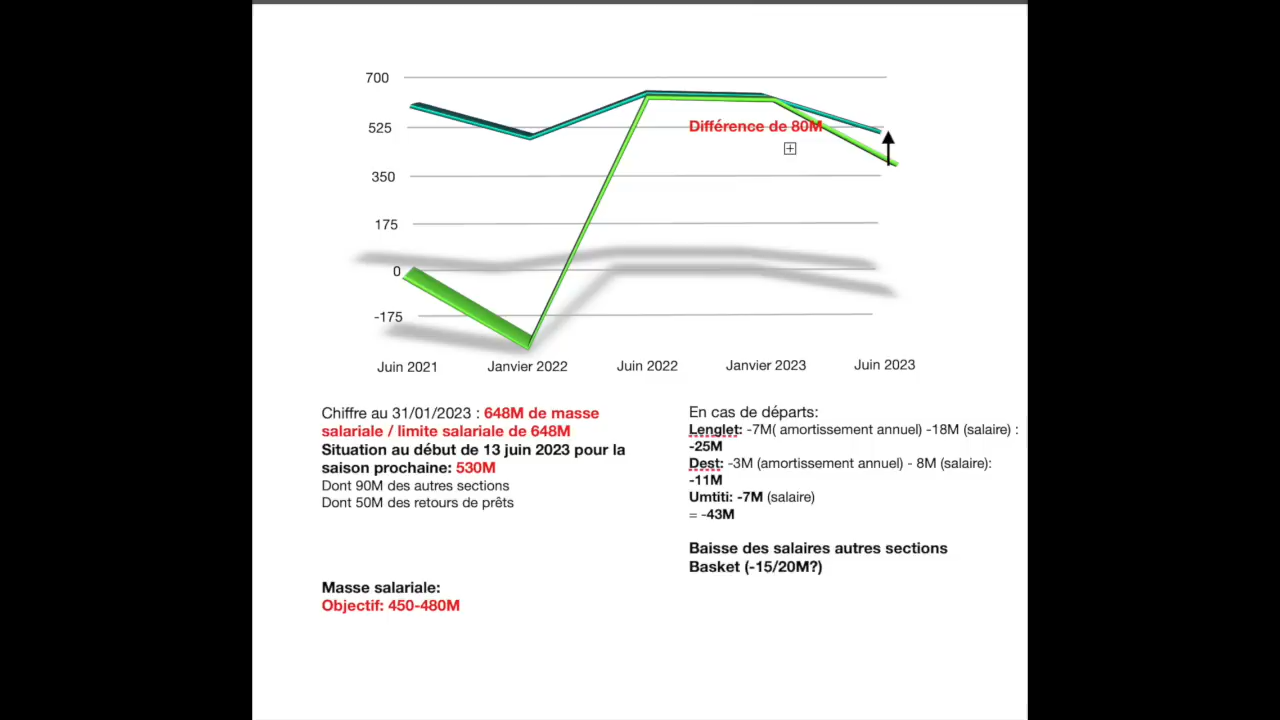 700
525
350
175
0
-175
Différence de 80M
Juin 2021
Janvier 2022
Juin 2022
Janvier 2023
Juin 2023
Chiffre au 31/01/2023 : 648M de masse
salariale / limite salariale de 648M
Situation au début de 13 juin 2023 pour la
saison prochaine: 530M
Dont 90M des autres sections
Dont 50M des retours de prêts
Masse salariale:
Objectif: 450-480M
En cas de départs:
Lenglet: -7M( amortissement annuel) -18M (salaire) :
-25M
Dest: -3M (amortissement annuel) - 8M (salaire):
-11M
Umtiti: -7M (salaire)
= -43M
Baisse des salaires autres sections
Basket (-15/20M?)